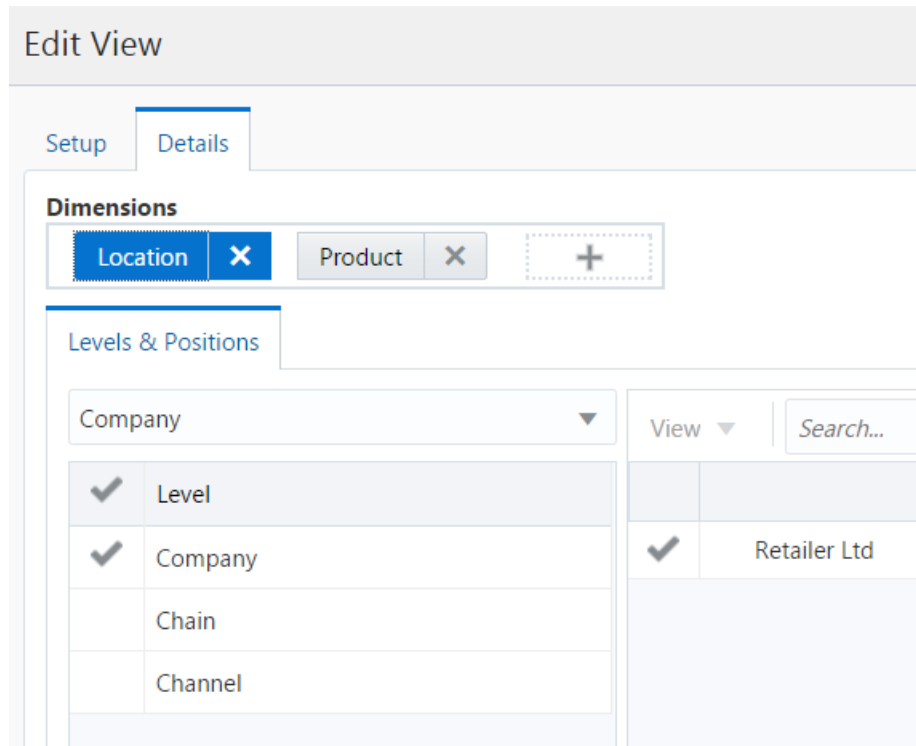 Edit View
Setup Details
Dimensions
Location Product
Levels & Positions
Company
View Search...
Level
Company Retailer Ltd
Chain
Channel